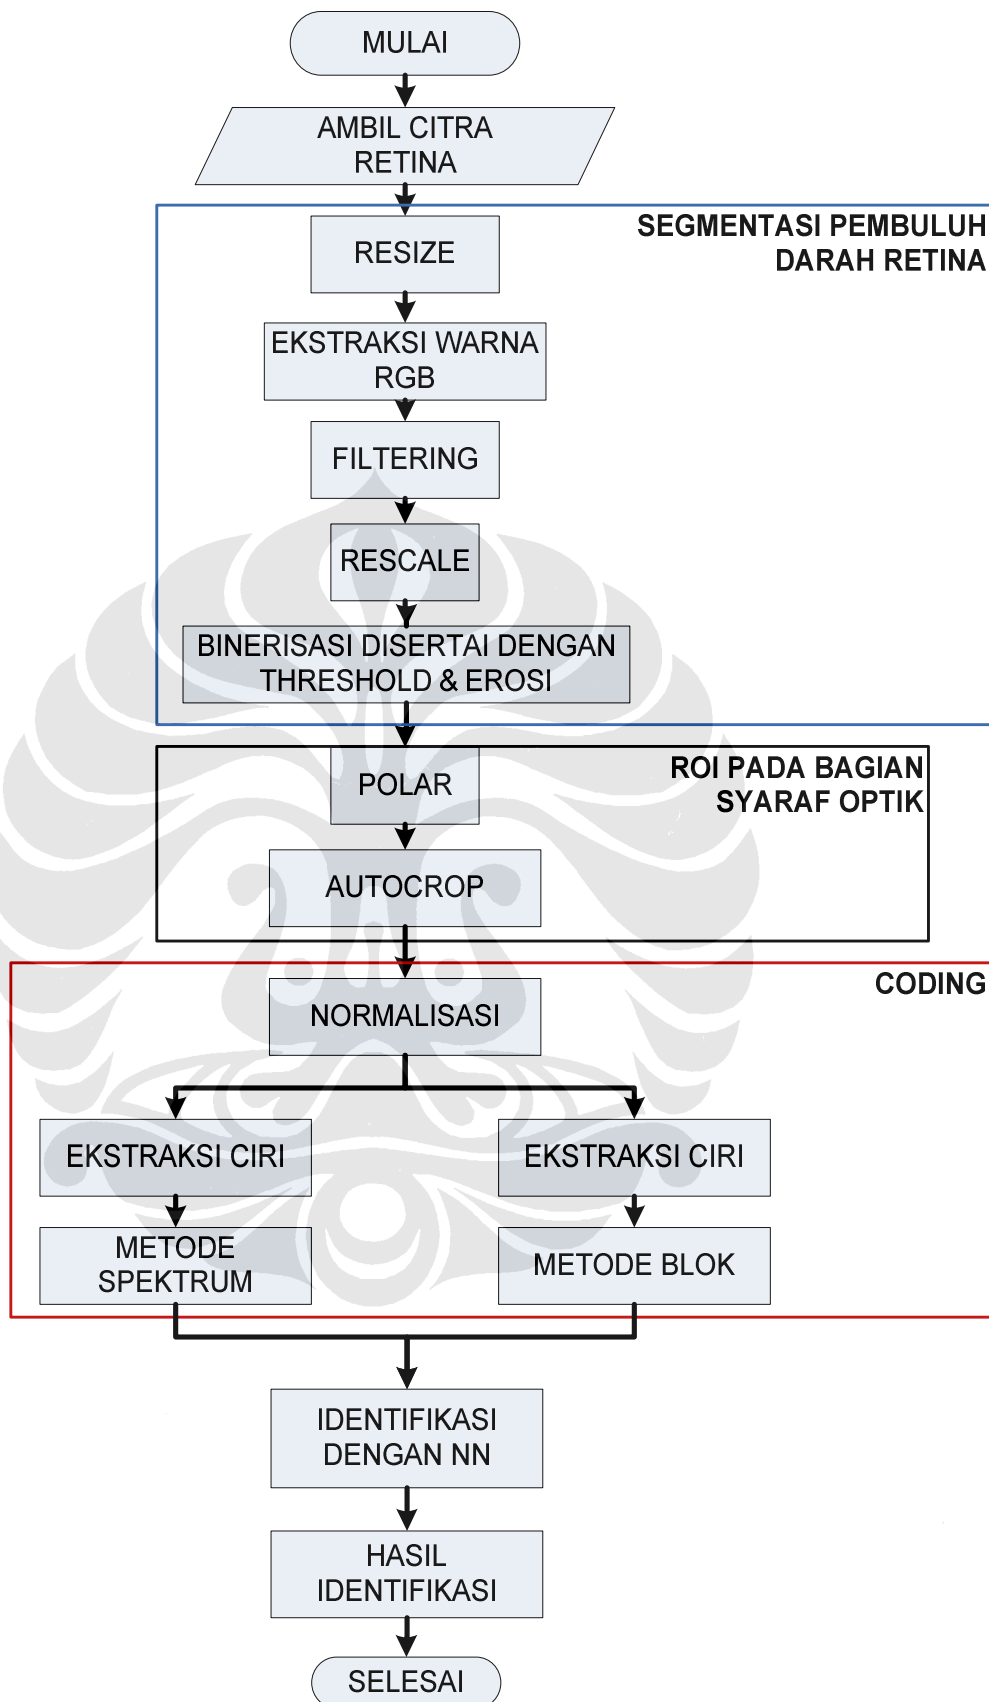 MULAI
AMBIL CITRA
RETINA
SEGMENTASI PEMBULUH
DARAH RETINA
RESIZE
EKSTRAKSI WARNA
RGB
FILTERING
RESCALE
BINERISASI DISERTAI DENGAN
THRESHOLD & EROSI
ROI PADA BAGIAN
SYARAF OPTIK
POLAR
AUTOCROP
CODING
NORMALISASI
EKSTRAKSI CIRI
EKSTRAKSI CIRI
METODE
SPEKTRUM
METODE BLOK
IDENTIFIKASI
DENGAN NN
HASIL
IDENTIFIKASI
SELESAI